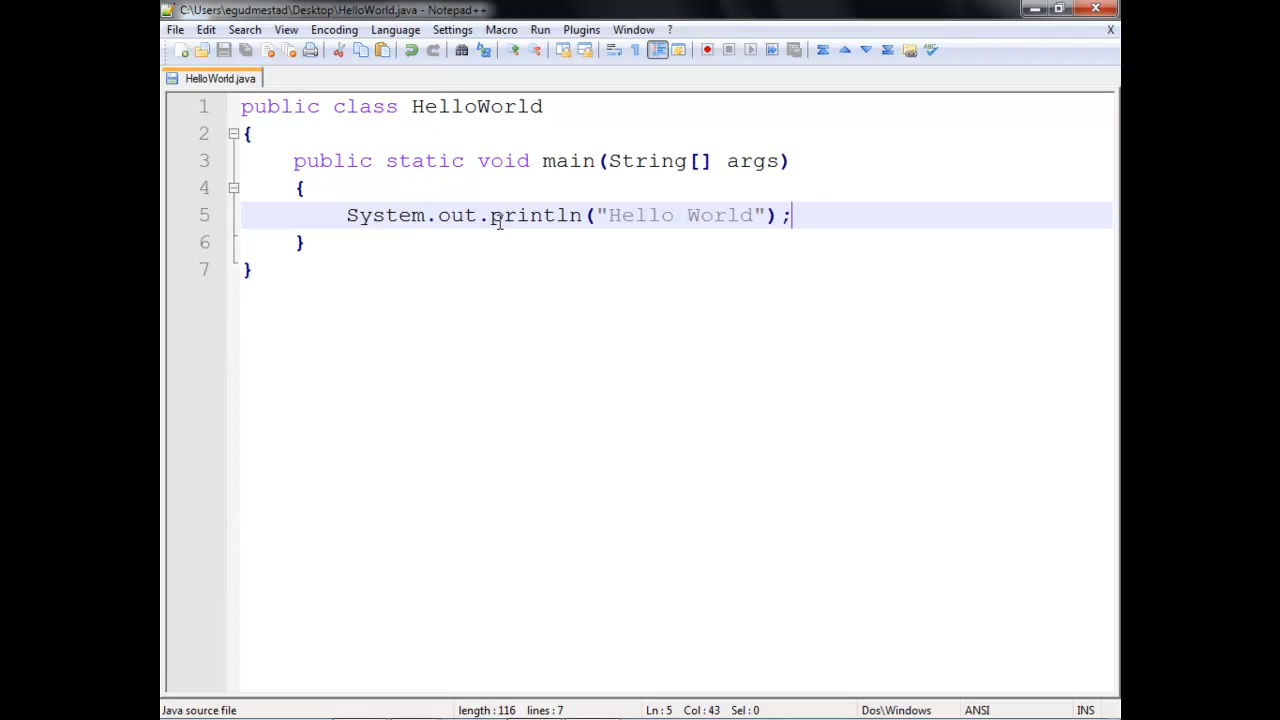 C:\Users\egudmestad\Desktop\HelloWorld.java - Notepad++
File Edit Search View Encoding Language Settings Macro Run Plugins Window ? X
HelloWorld.java
1 public class HelloWorld
2 {
3 public static void main(String[] args)
4 {
5 System.out.println("Hello World");
6 }
7 }
Java source file length : 116 lines : 7 Ln : 5 Col : 43 Sel : 0 Dos\Windows ANSI INS